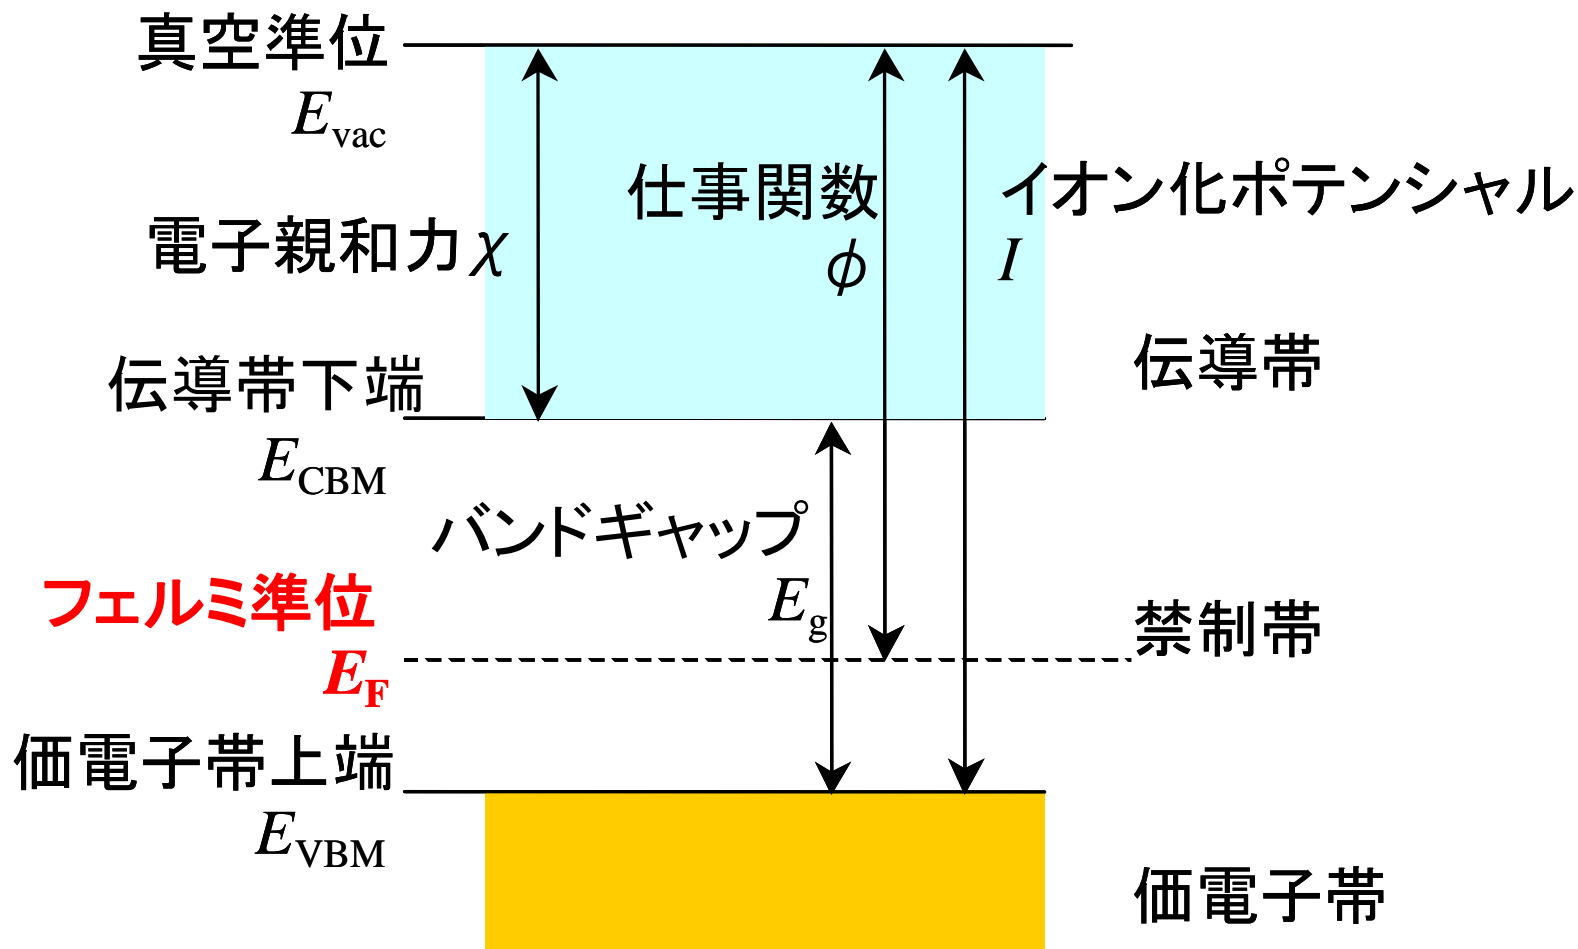 真空準位
Evac
仕事関数
φ
イオン化ポテンシャル
I
電子親和力χ
伝導帯
伝導帯下端
ECBM
バンドギャップ
Eg
フェルミ準位
EF
禁制帯
価電子帯上端
EVBM
価電子帯